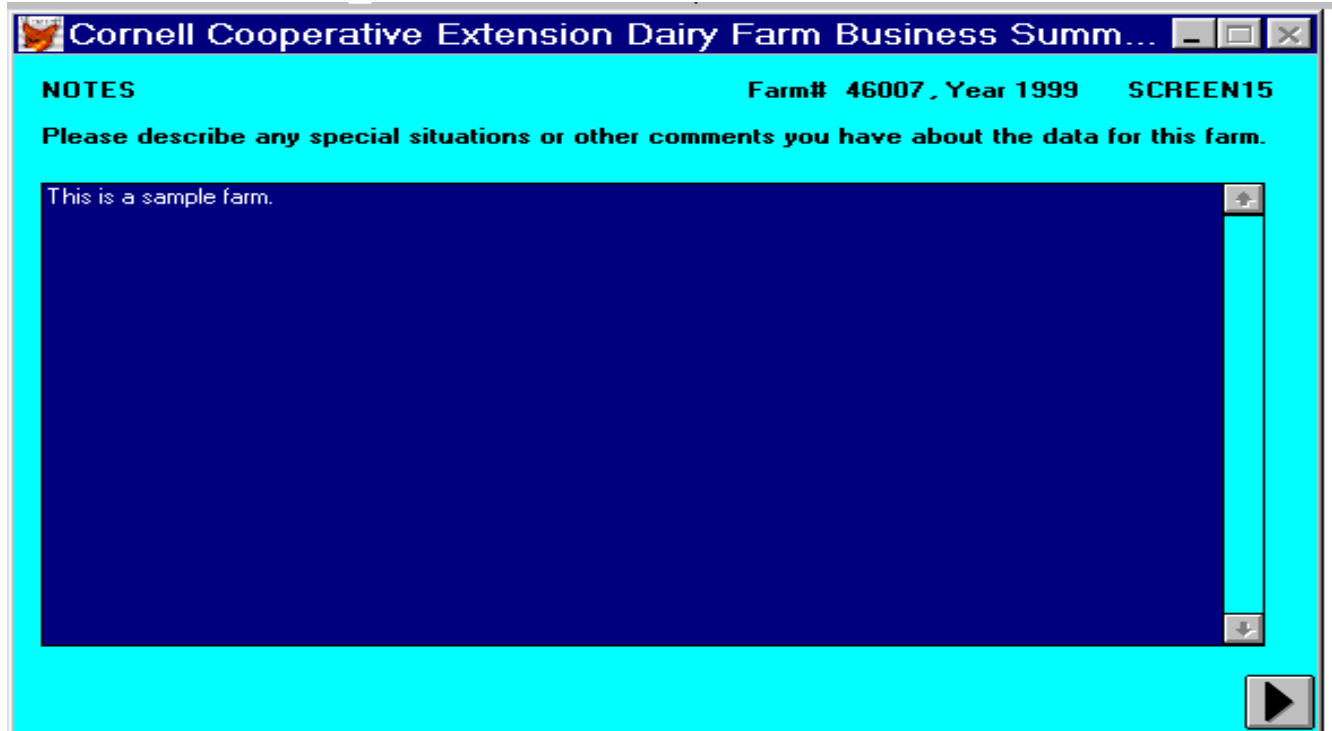 Cornell Cooperative Extension Dairy Farm Business Summ...
NOTES Farm# 46007 , Year 1999 SCREEN15
Please describe any special situations or other comments you have about the data for this farm.
This is a sample farm.